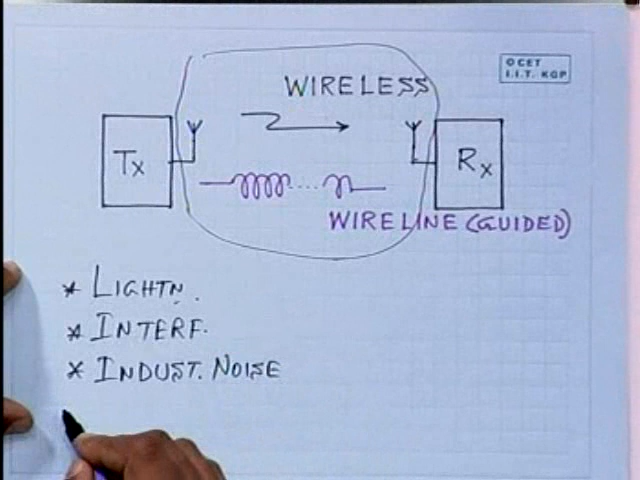 © CET
I.I.T. KGP
WIRELESS
Tx
Rx
WIRELINE (GUIDED)
* LIGHTN.
* INTERF.
* INDUST. NOISE